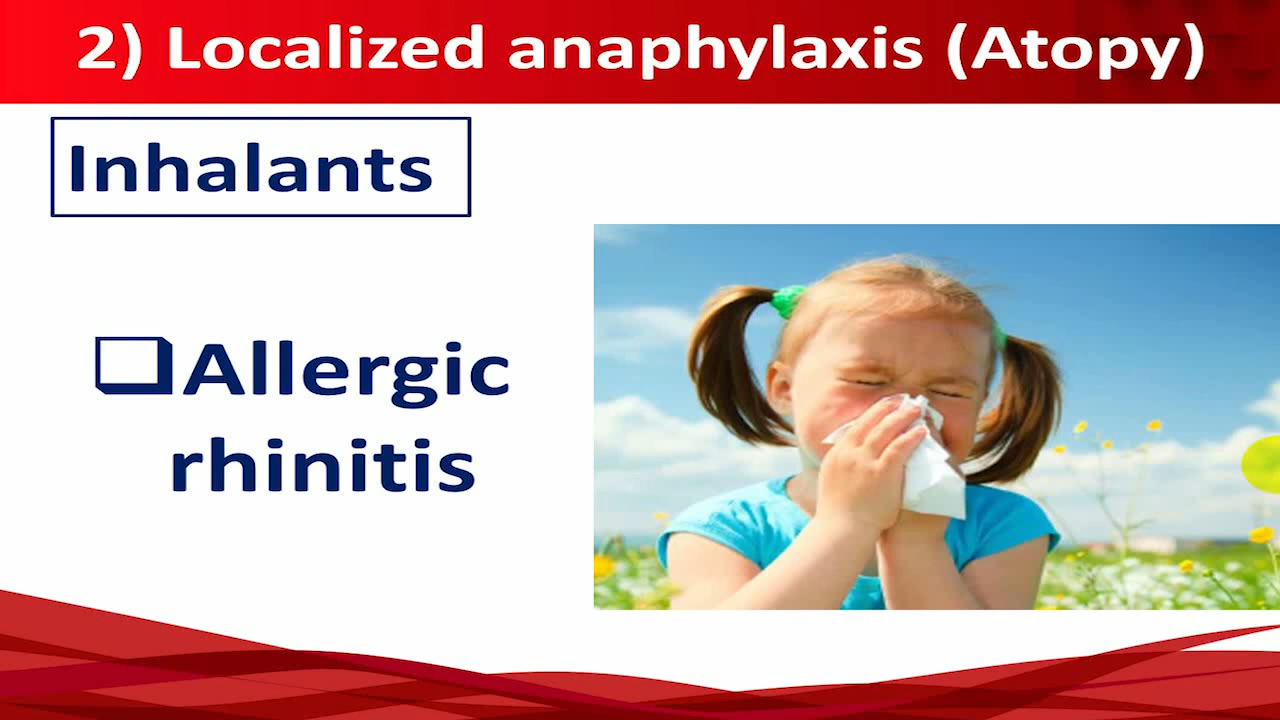 2) Localized anaphylaxis (Atopy)
Inhalants
❑Allergic
rhinitis